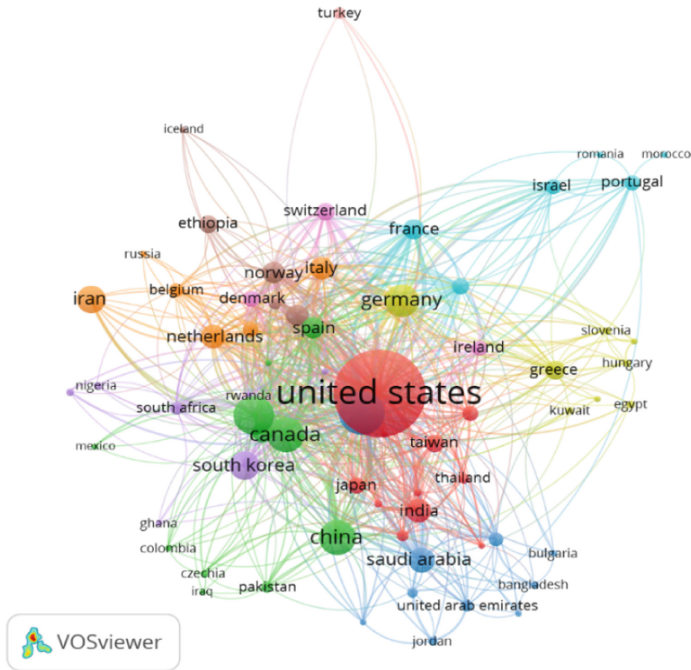 turkey
iceland
romania
morocco
israel
portugal
switzerland
ethiopia
france
russia
norway
italy
belgium
denmark
iran
germany
spain
slovenia
netherlands
ireland
hungary
greece
nigeria
united states
rwanda
south africa
kuwait
egypt
canada
taiwan
mexico
south korea
thailand
japan
india
ghana
china
colombia
saudi arabia
bulgaria
czechia
pakistan
iraq
bangladesh
united arab emirates
jordan
VOSviewer